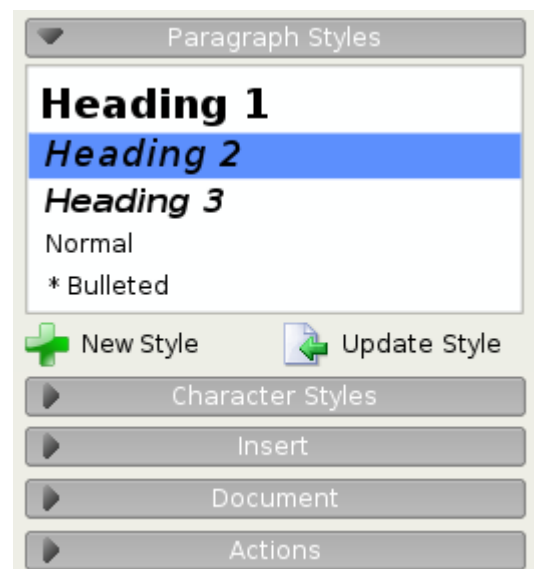 Paragraph Styles
Heading 1
Heading 2
Heading 3
Normal
* Bulleted
New Style Update Style
Character Styles
Insert
Document
Actions